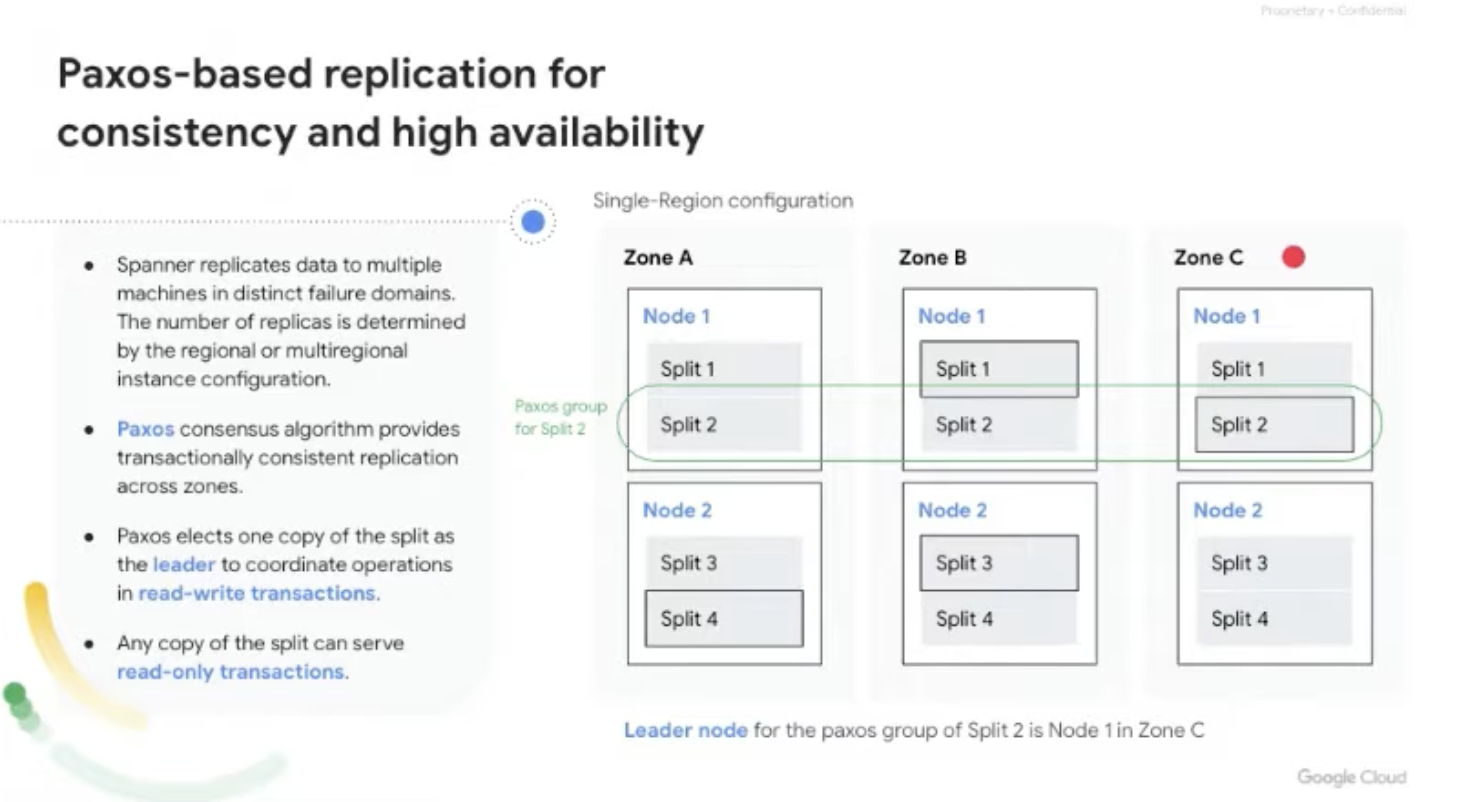 Proprietary + Confidential
Paxos-based replication for
consistency and high availability
Spanner replicates data to multiple
machines in distinct failure domains.
The number of replicas is determined
by the regional or multiregional
instance configuration.
Paxos consensus algorithm provides
transactionally consistent replication
across zones.
Paxos elects one copy of the split as
the leader to coordinate operations
in read-write transactions.
Any copy of the split can serve
read-only transactions.
Single-Region configuration
Paxos group
for Split 2
Zone A
Node 1
Split 1
Split 2
Node 2
Split 3
Split 4
Zone B
Node 1
Split 1
Split 2
Node 2
Split 3
Split 4
Zone C
Node 1
Split 1
Split 2
Node 2
Split 3
Split 4
Leader node for the paxos group of Split 2 is Node 1 in Zone C
Google Cloud